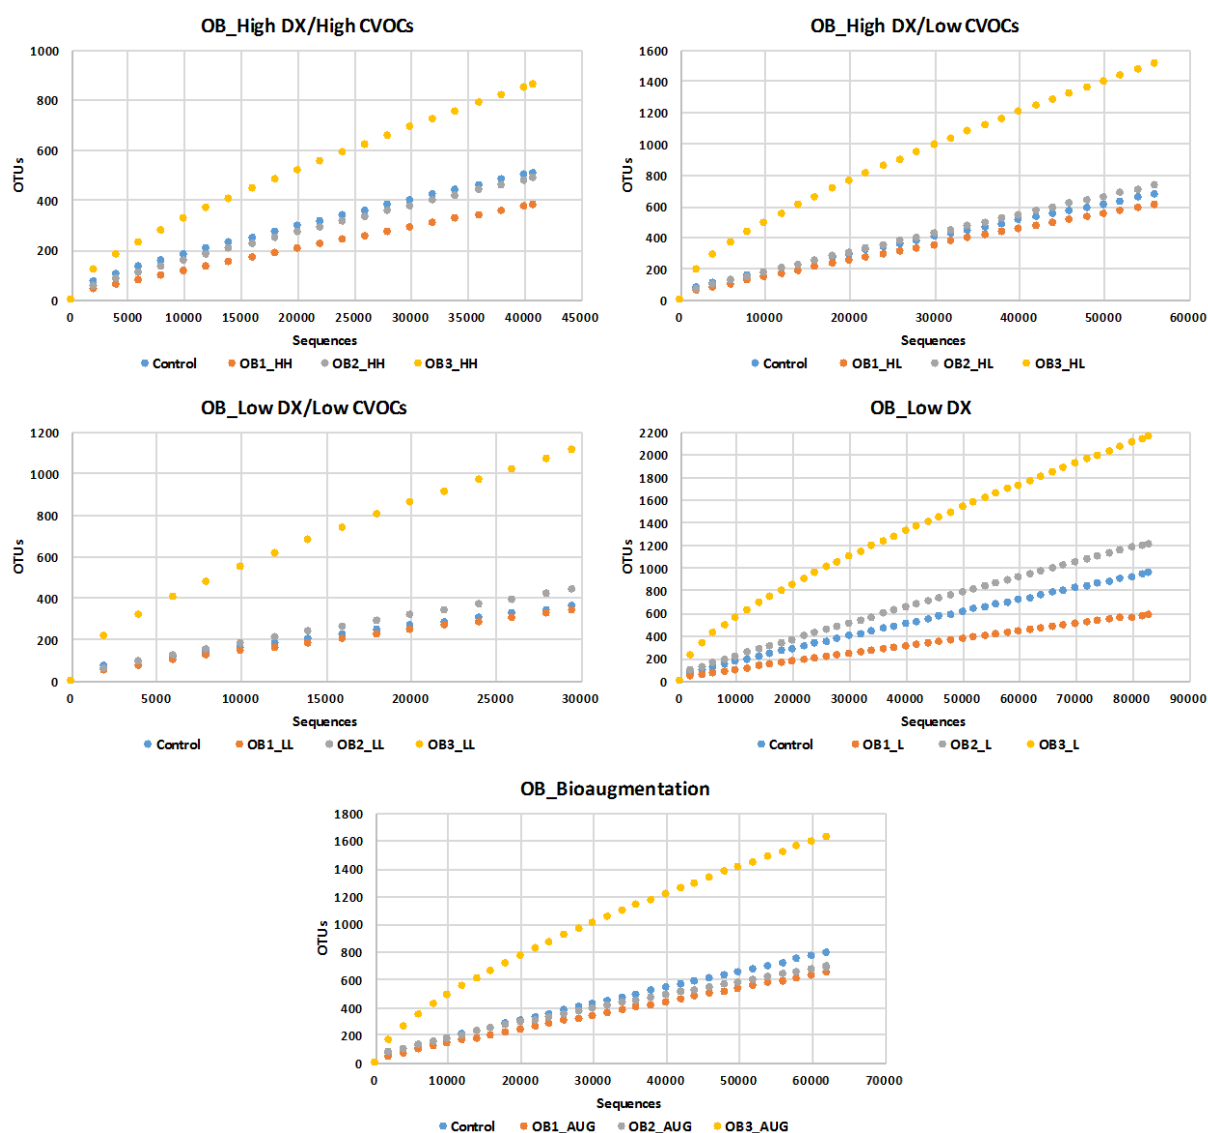 OB_High DX/High CVOCs
1000
800
600
400
200
0
OTUs
0 5000 10000 15000 20000 25000 30000 35000 40000 45000
Sequences
Control OB1_HH OB2_HH OB3_HH
OB_High DX/Low CVOCs
1600
1400
1200
1000
800
600
400
200
0
OTUs
0 10000 20000 30000 40000 50000 60000
Sequences
Control OB1_HL OB2_HL OB3_HL
OB_Low DX/Low CVOCs
1200
1000
800
600
400
200
0
OTUs
0 5000 10000 15000 20000 25000 30000
Sequences
Control OB1_LL OB2_LL OB3_LL
OB_Low DX
2200
2000
1800
1600
1400
1200
1000
800
600
400
200
0
OTUs
0 10000 20000 30000 40000 50000 60000 70000 80000 90000
Sequences
Control OB1_L OB2_L OB3_L
OB_Bioaugmentation
1800
1600
1400
1200
1000
800
600
400
200
0
OTUs
0 10000 20000 30000 40000 50000 60000 70000
Sequences
Control OB1_AUG OB2_AUG OB3_AUG